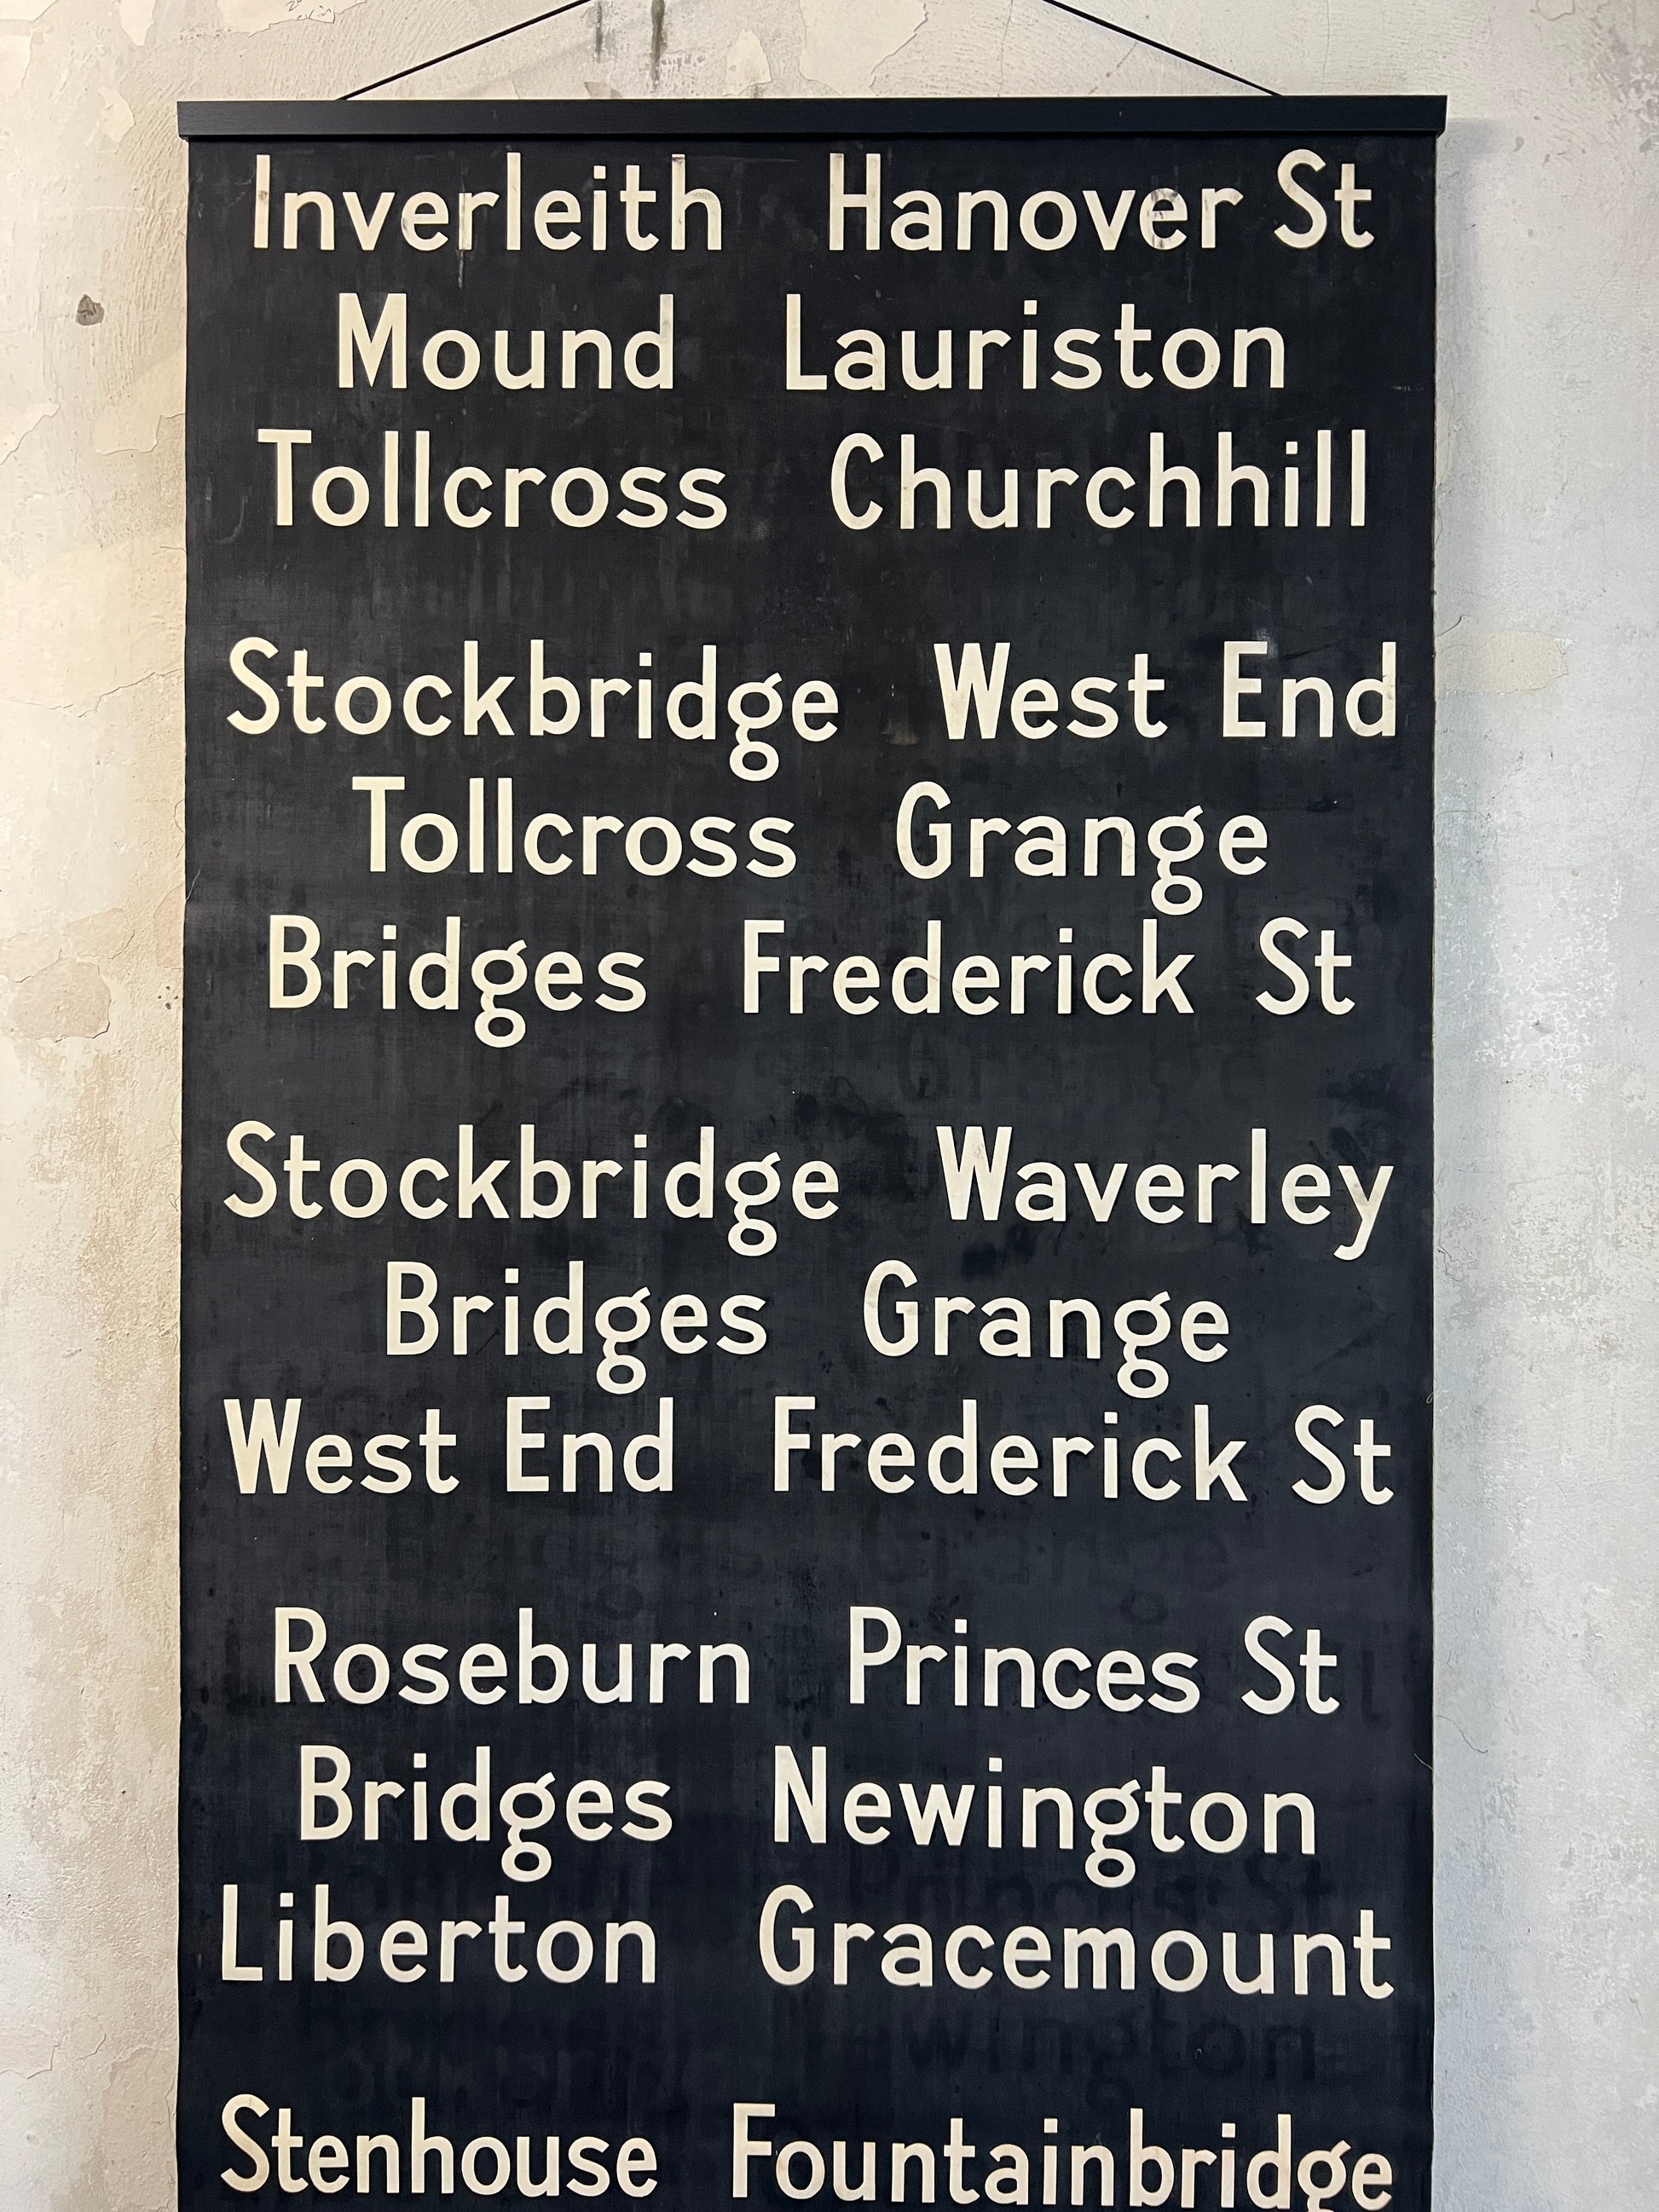 Inverleith Hanover St
Mound Lauriston
Tollcross Churchhill
Stockbridge West End
Tollcross Grange
Bridges Frederick St
Stockbridge Waverley
Bridges Grange
West End Frederick St
Roseburn Princes St
Bridges Newington
Liberton Gracemount
Stenhouse Fountainbridge